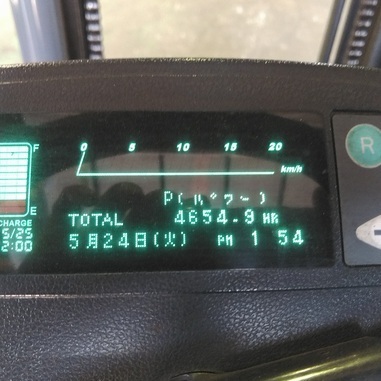 F
0 5 10 15 20
km/h
E
P(ﾊﾟﾜｰ)
TOTAL 4654.9 HR
CHARGE
5/25
2:00
5月24日(火) PM 1 54
R